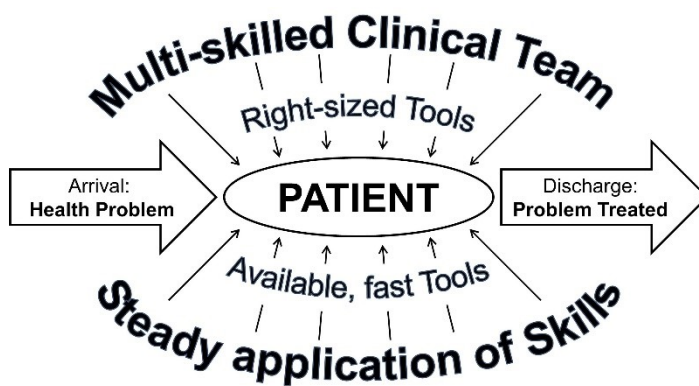 Multi-skilled Clinical Team
Right-sized Tools
Arrival:
Health Problem
PATIENT
Discharge:
Problem Treated
Available, fast Tools
Steady application of Skills